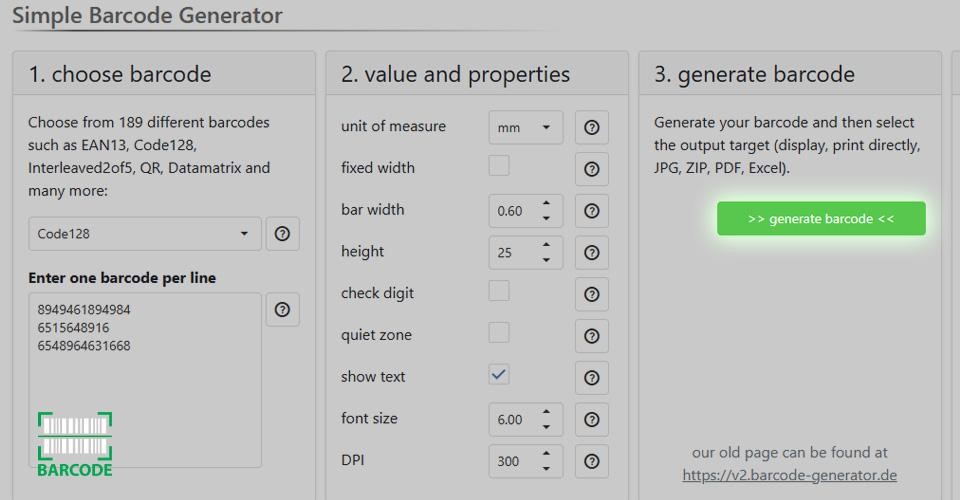 Simple Barcode Generator
1. choose barcode
Choose from 189 different barcodes
such as EAN13, Code128,
Interleaved2of5, QR, Datamatrix and
many more:
Code128
Enter one barcode per line
8949461894984
6515648916
6548964631668
BARCODE
2. value and properties
unit of measure mm
fixed width
bar width 0.60
height 25
check digit
quiet zone
show text
font size 6.00
DPI 300
3. generate barcode
Generate your barcode and then select
the output target (display, print directly,
JPG, ZIP, PDF, Excel).
>> generate barcode <<
our old page can be found at
https://v2.barcode-generator.de